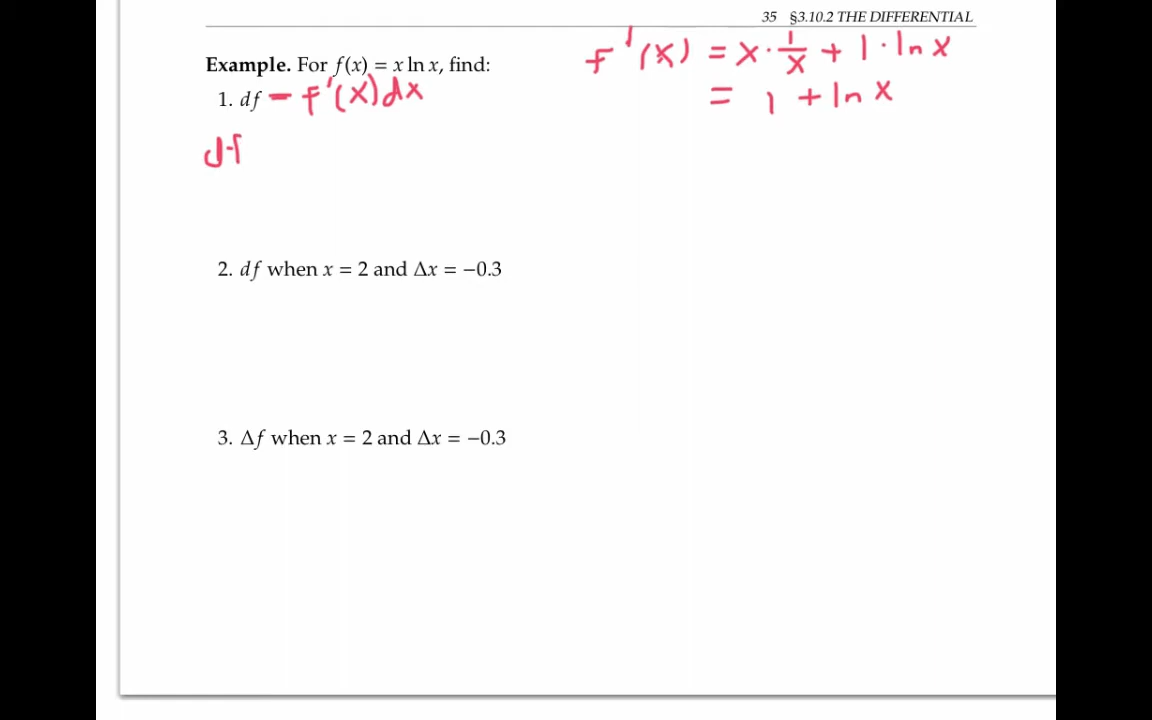 35 §3.10.2 THE DIFFERENTIAL
Example. For f(x) = x ln x, find:
f'(x) = x · 1/x + 1 · ln x
1. df = f'(x)dx
= 1 + ln x
df
2. df when x = 2 and Δx = −0.3
3. Δf when x = 2 and Δx = −0.3